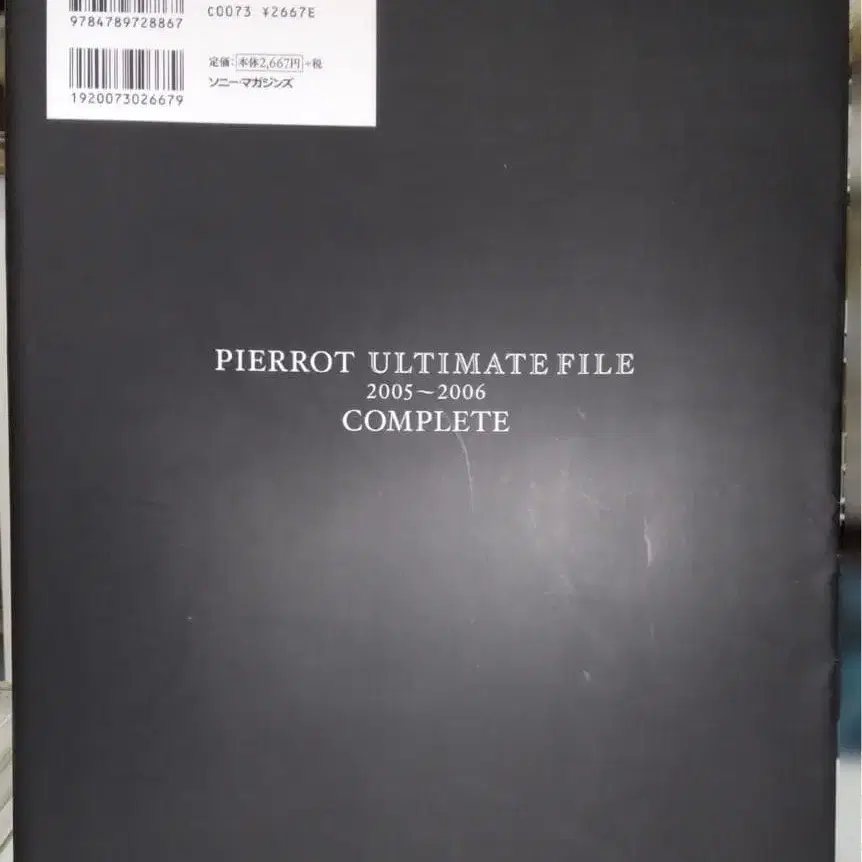 9784789728867
C0073 ¥2667E
定価：本体2,667円+税
ソニー・マガジンズ
1920073026679
PIERROT ULTIMATE FILE
2005～2006
COMPLETE